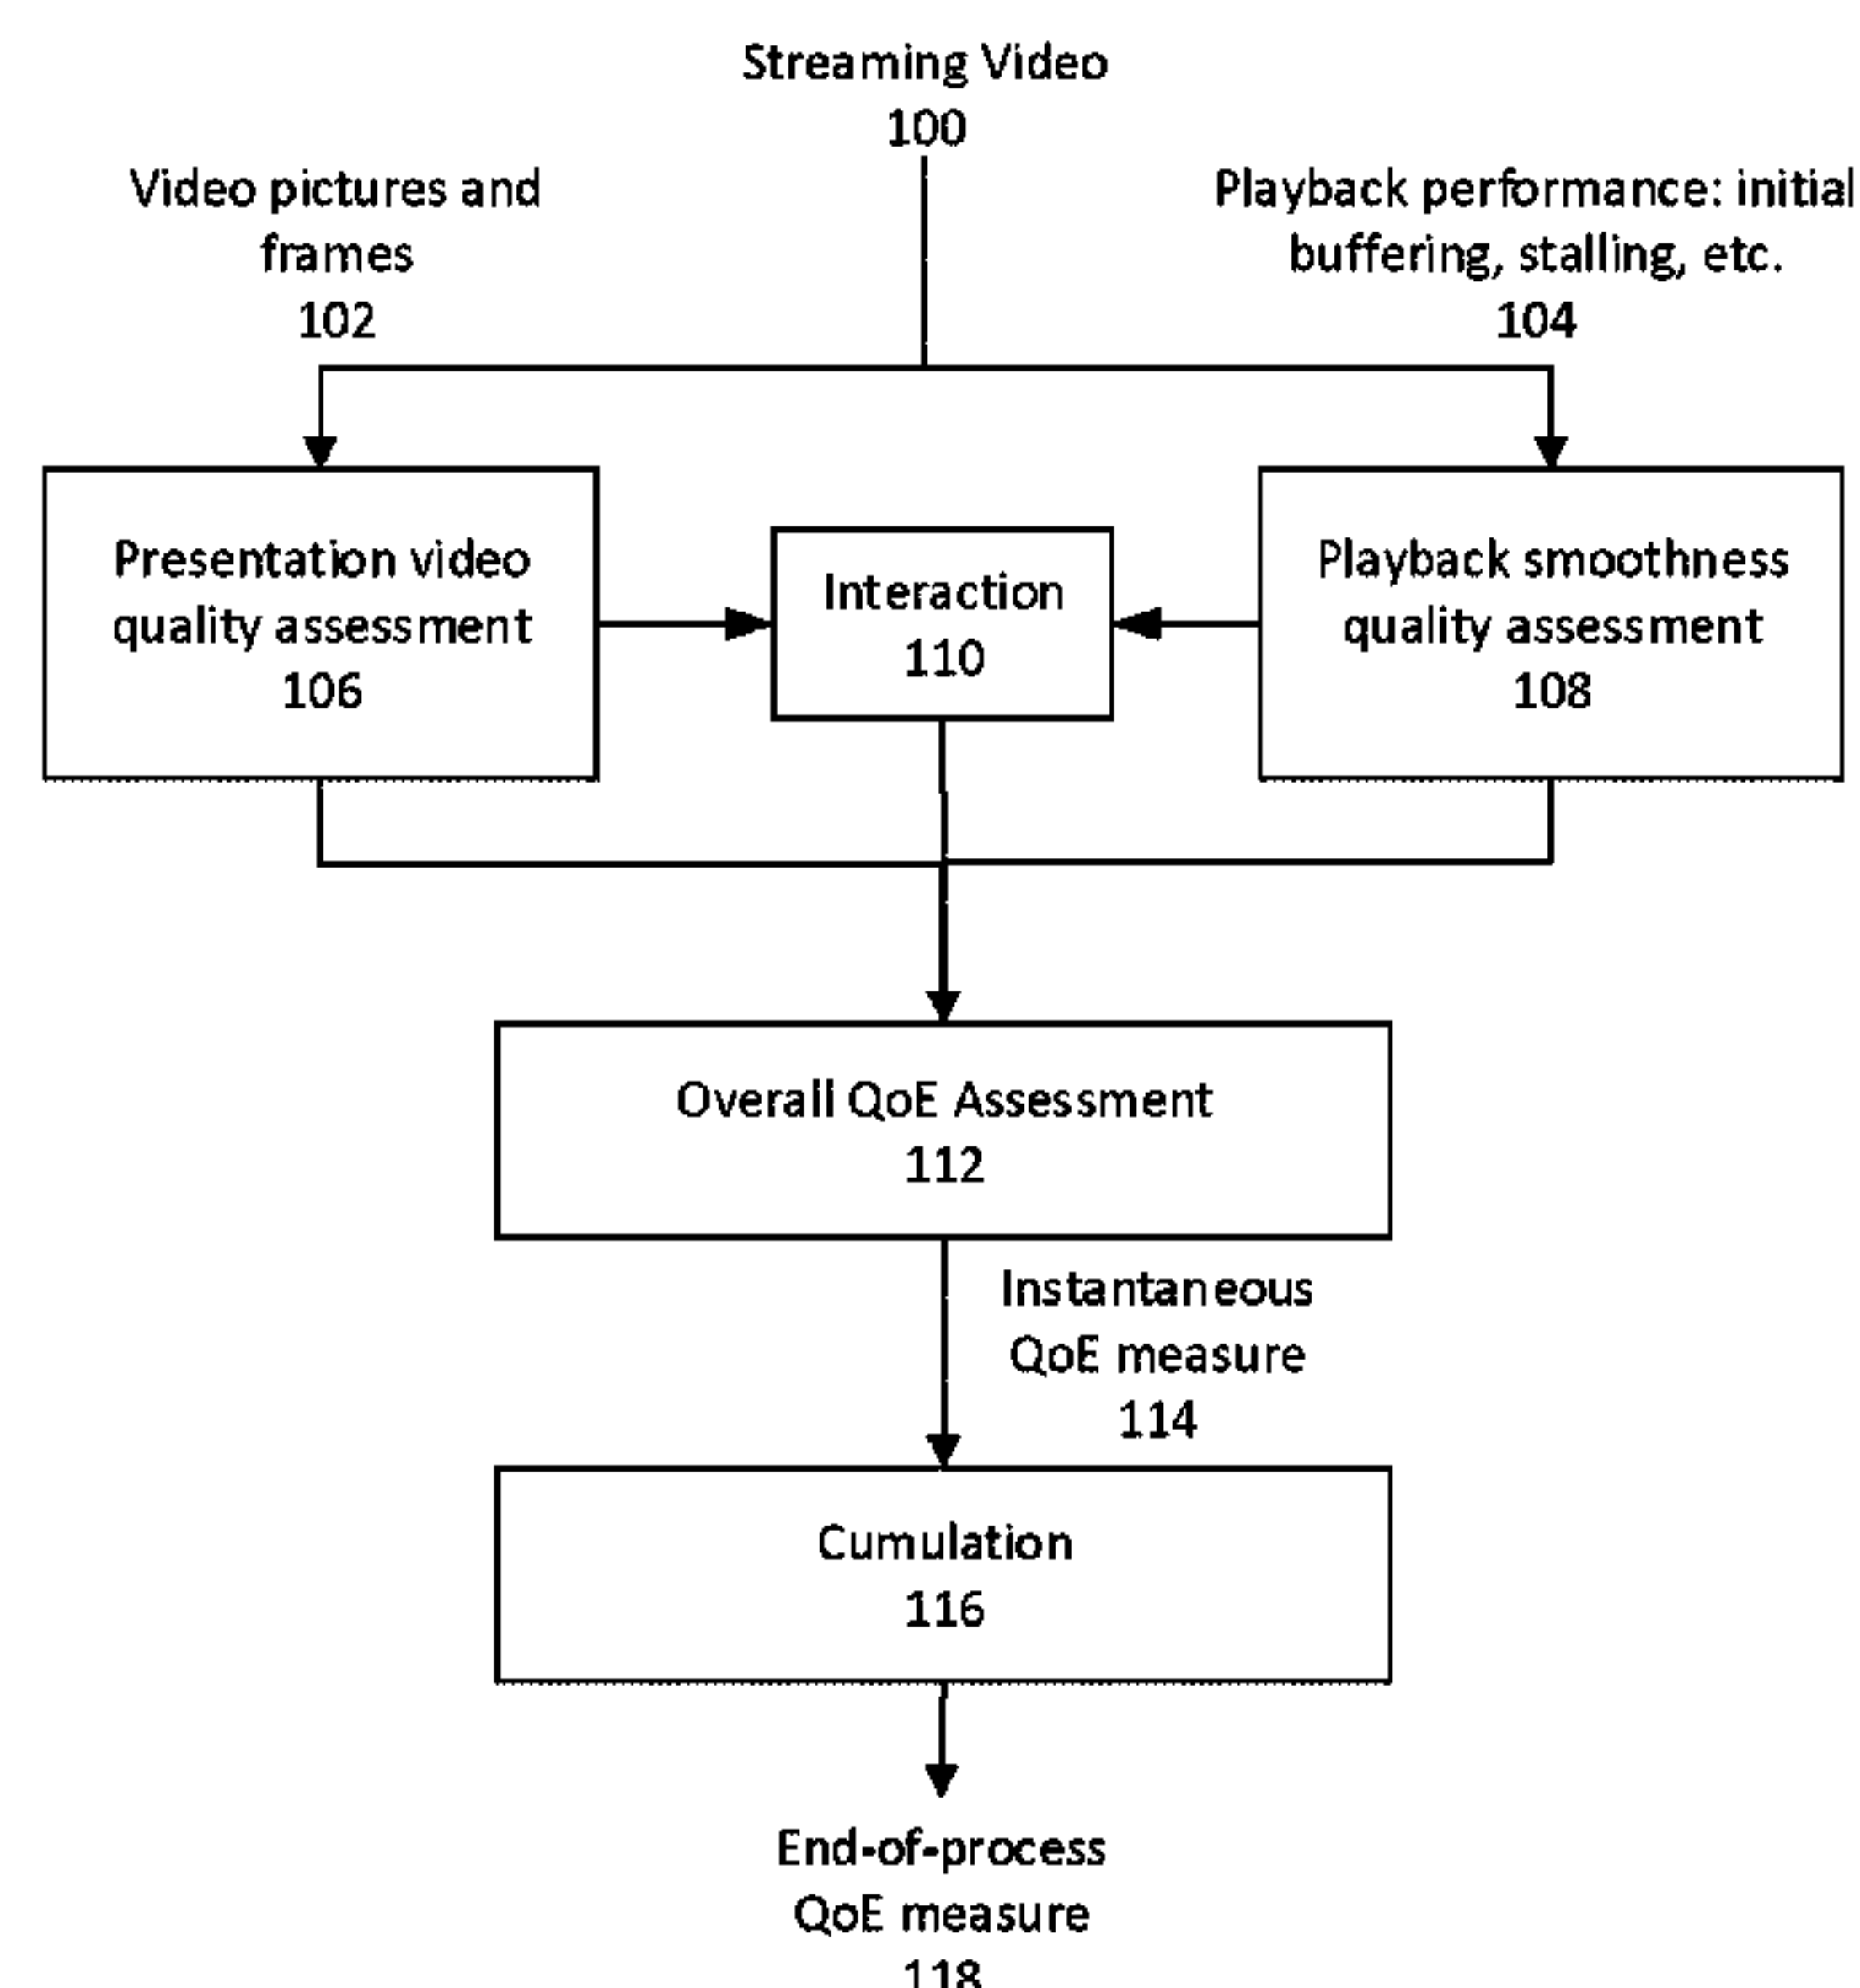 Streaming Video
100
Video pictures and
frames
102
Playback performance: initial
buffering, stalling, etc.
104
Presentation video
quality assessment
106
Interaction
110
Playback smoothness
quality assessment
108
Overall QoE Assessment
112
Instantaneous
QoE measure
114
Cumulation
116
End-of-process
QoE measure
118